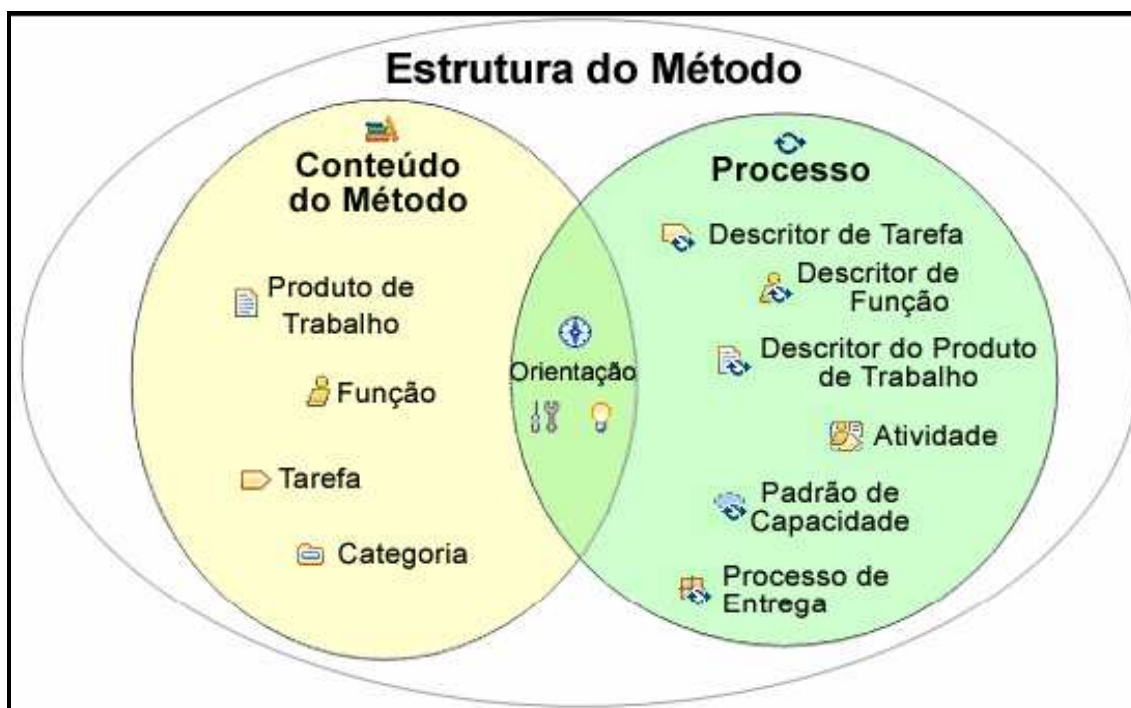 Estrutura do Método
Conteúdo
do Método
Produto de
Trabalho
Função
Tarefa
Categoria
Orientação
Processo
Descritor de Tarefa
Descritor de
Função
Descritor do Produto
de Trabalho
Atividade
Padrão de
Capacidade
Processo de
Entrega